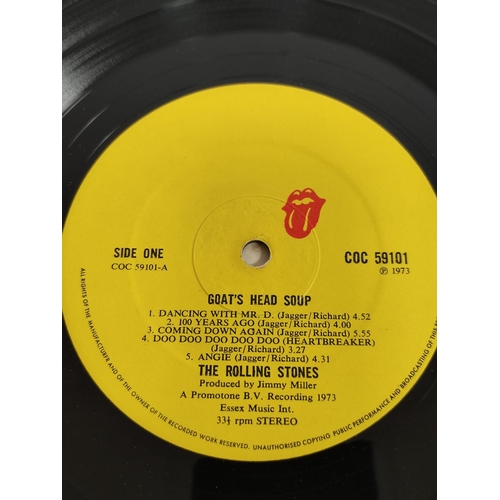 SIDE ONE
COC 59101-A
COC 59101
Ⓟ 1973
GOAT'S HEAD SOUP
1. DANCING WITH MR. D. (Jagger/Richard) 4.52
2. 100 YEARS AGO (Jagger/Richard) 4.00
3. COMING DOWN AGAIN (Jagger/Richard) 5.55
4. DOO DOO DOO DOO DOO (HEARTBREAKER)
(Jagger/Richard) 3.27
5. ANGIE (Jagger/Richard) 4.31
THE ROLLING STONES
Produced by Jimmy Miller
A Promotone B.V. Recording 1973
Essex Music Int.
33⅓ rpm STEREO
ALL RIGHTS OF THE MANUFACTURER AND OF THE OWNER OF THE RECORDED WORK RESERVED. UNAUTHORISED COPYING PUBLIC PERFORMANCE AND BROADCASTING OF THIS